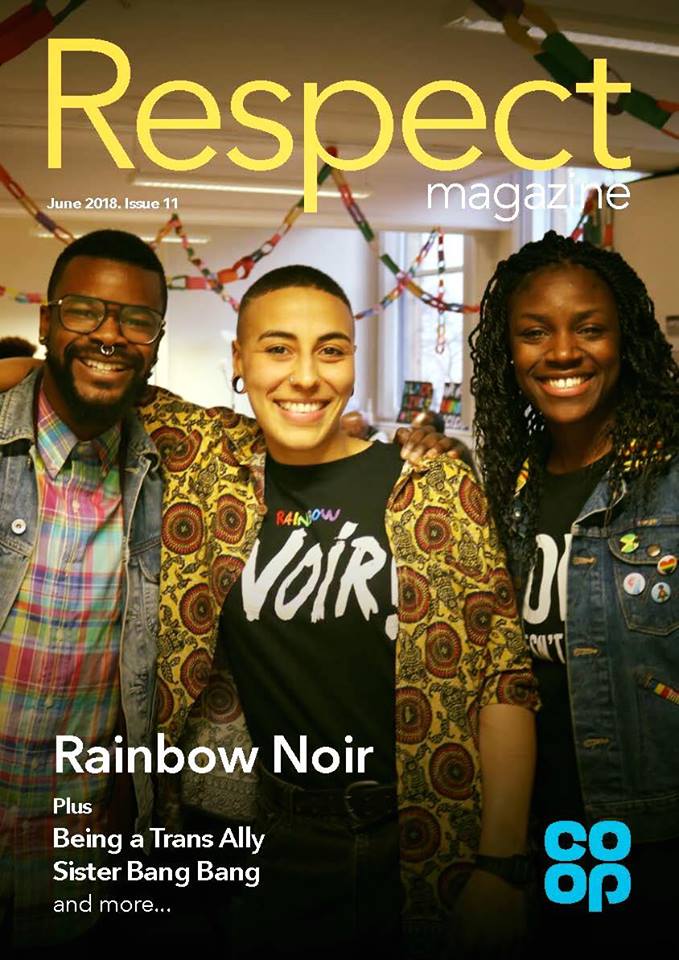 Respect
magazine
June 2018. Issue 11
RAINBOW
NOIR!
Rainbow Noir
Plus
Being a Trans Ally
Sister Bang Bang
and more...
CO
OP